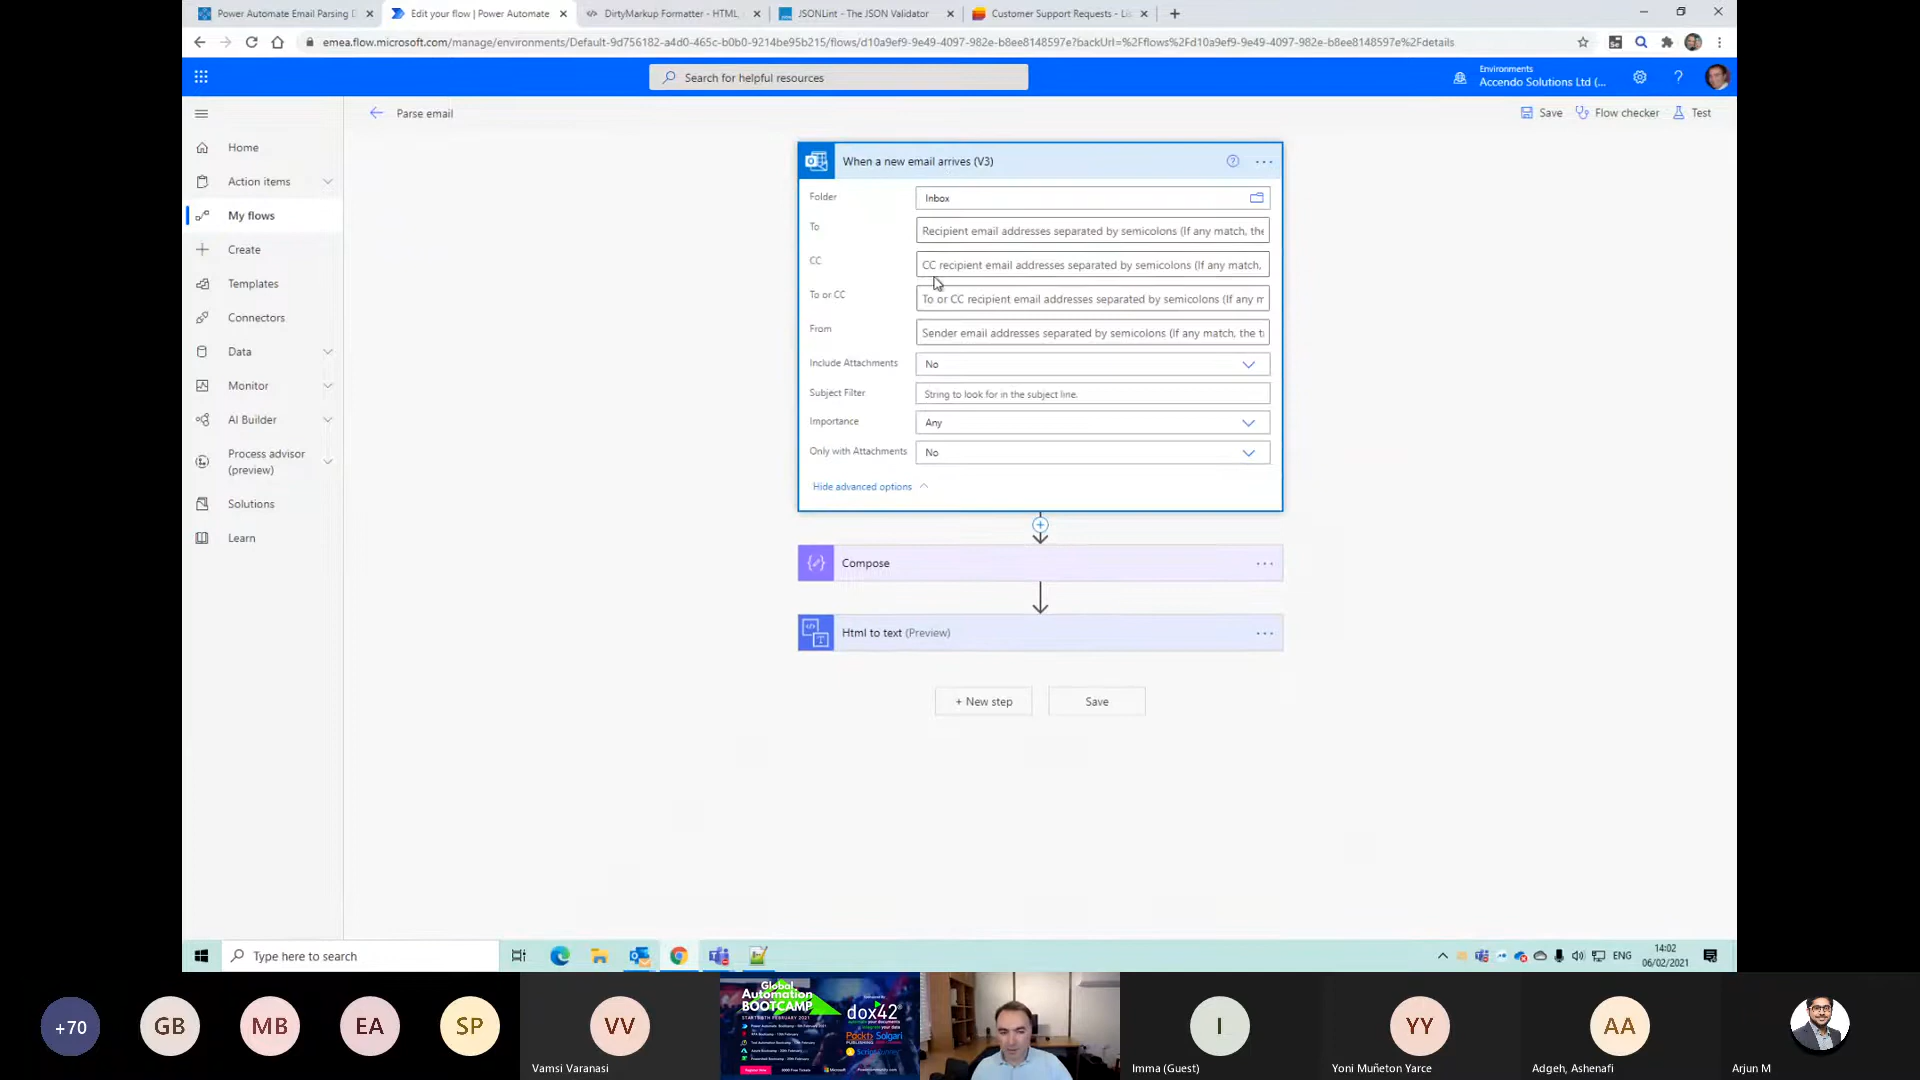 Power Automate Email Parsing D
Edit your flow | Power Automate
DirtyMarkup Formatter - HTML,
JSONLint - The JSON Validator
Customer Support Requests - Lis
emea.flow.microsoft.com/manage/environments/Default-9d756182-a4d0-465c-b0b0-9214be95b215/flows/d10a9ef9-9e49-4097-982e-b8ee8148597e?backUrl=%2Fflows%2Fd10a9ef9-9e49-4097-982e-b8ee8148597e%2Fdetails
Search for helpful resources
Environments
Accendo Solutions Ltd (...
Parse email
Save
Flow checker
Test
Home
Action items
My flows
Create
Templates
Connectors
Data
Monitor
AI Builder
Process advisor
(preview)
Solutions
Learn
When a new email arrives (V3)
Folder
Inbox
To
Recipient email addresses separated by semicolons (If any match, the
CC
CC recipient email addresses separated by semicolons (If any match,
To or CC
To or CC recipient email addresses separated by semicolons (If any m
From
Sender email addresses separated by semicolons (If any match, the t
Include Attachments
No
Subject Filter
String to look for in the subject line.
Importance
Any
Only with Attachments
No
Hide advanced options
Compose
Html to text (Preview)
+ New step
Save
Type here to search
ENG
14:02
06/02/2021
+70
GB
MB
EA
SP
VV
Vamsi Varanasi
Global
Automation
BOOTCAMP
dox42
Packt
Solgari
I
Imma (Guest)
YY
Yoni Muñeton Yarce
AA
Adgeh, Ashenafi
Arjun M